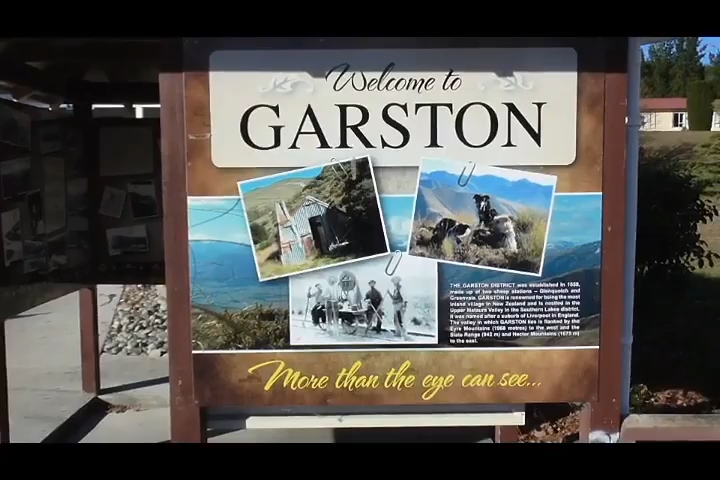 Welcome to
GARSTON
THE GARSTON DISTRICT was established in 1858,
made up of two sheep stations - Glenquoich and
Greenvale. GARSTON is renowned for being the most
inland village in New Zealand and is nestled in the
Upper Mataura Valley in the Southern Lakes district.
It was named after a suburb of Liverpool in England.
The valley in which GARSTON lies is flanked by the
Eyre Mountains (1968 metres) to the west and the
Slate Range (942 m) and Hector Mountains (1675 m)
to the east.
More than the eye can see...